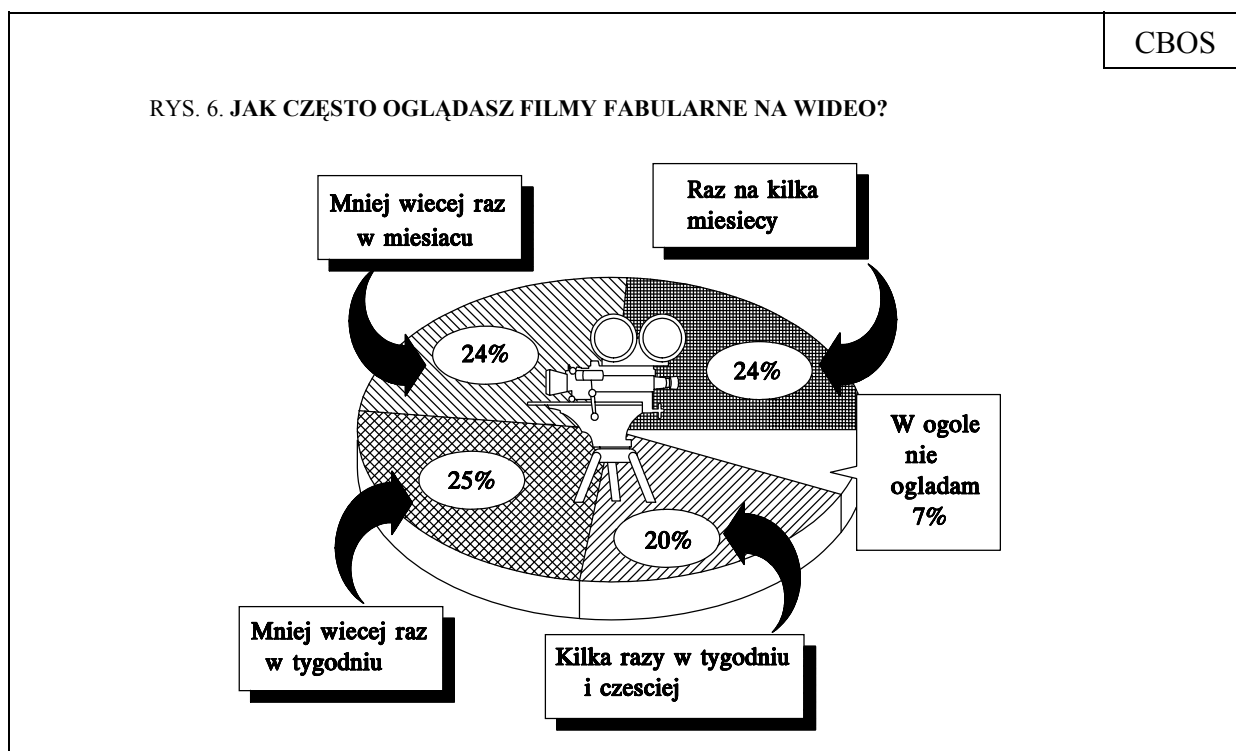 CBOS
RYS. 6. JAK CZĘSTO OGLĄDASZ FILMY FABULARNE NA WIDEO?
Mniej wiecej raz
w miesiacu
Raz na kilka
miesiecy
24%
24%
W ogole
nie
ogladam
7%
25%
20%
Mniej wiecej raz
w tygodniu
Kilka razy w tygodniu
i czesciej